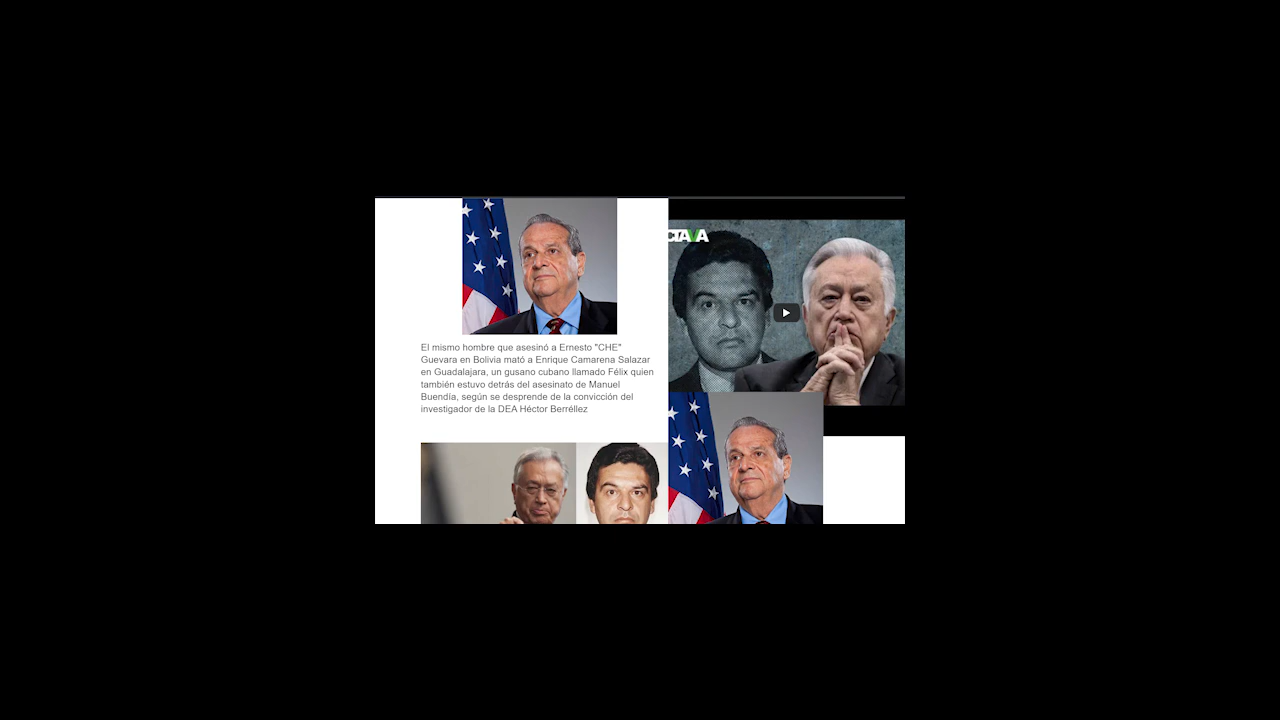 El mismo hombre que asesinó a Ernesto "CHE"
Guevara en Bolivia mató a Enrique Camarena Salazar
en Guadalajara, un gusano cubano llamado Félix quien
también estuvo detrás del asesinato de Manuel
Buendía, según se desprende de la convicción del
investigador de la DEA Héctor Berréllez
CTAVA